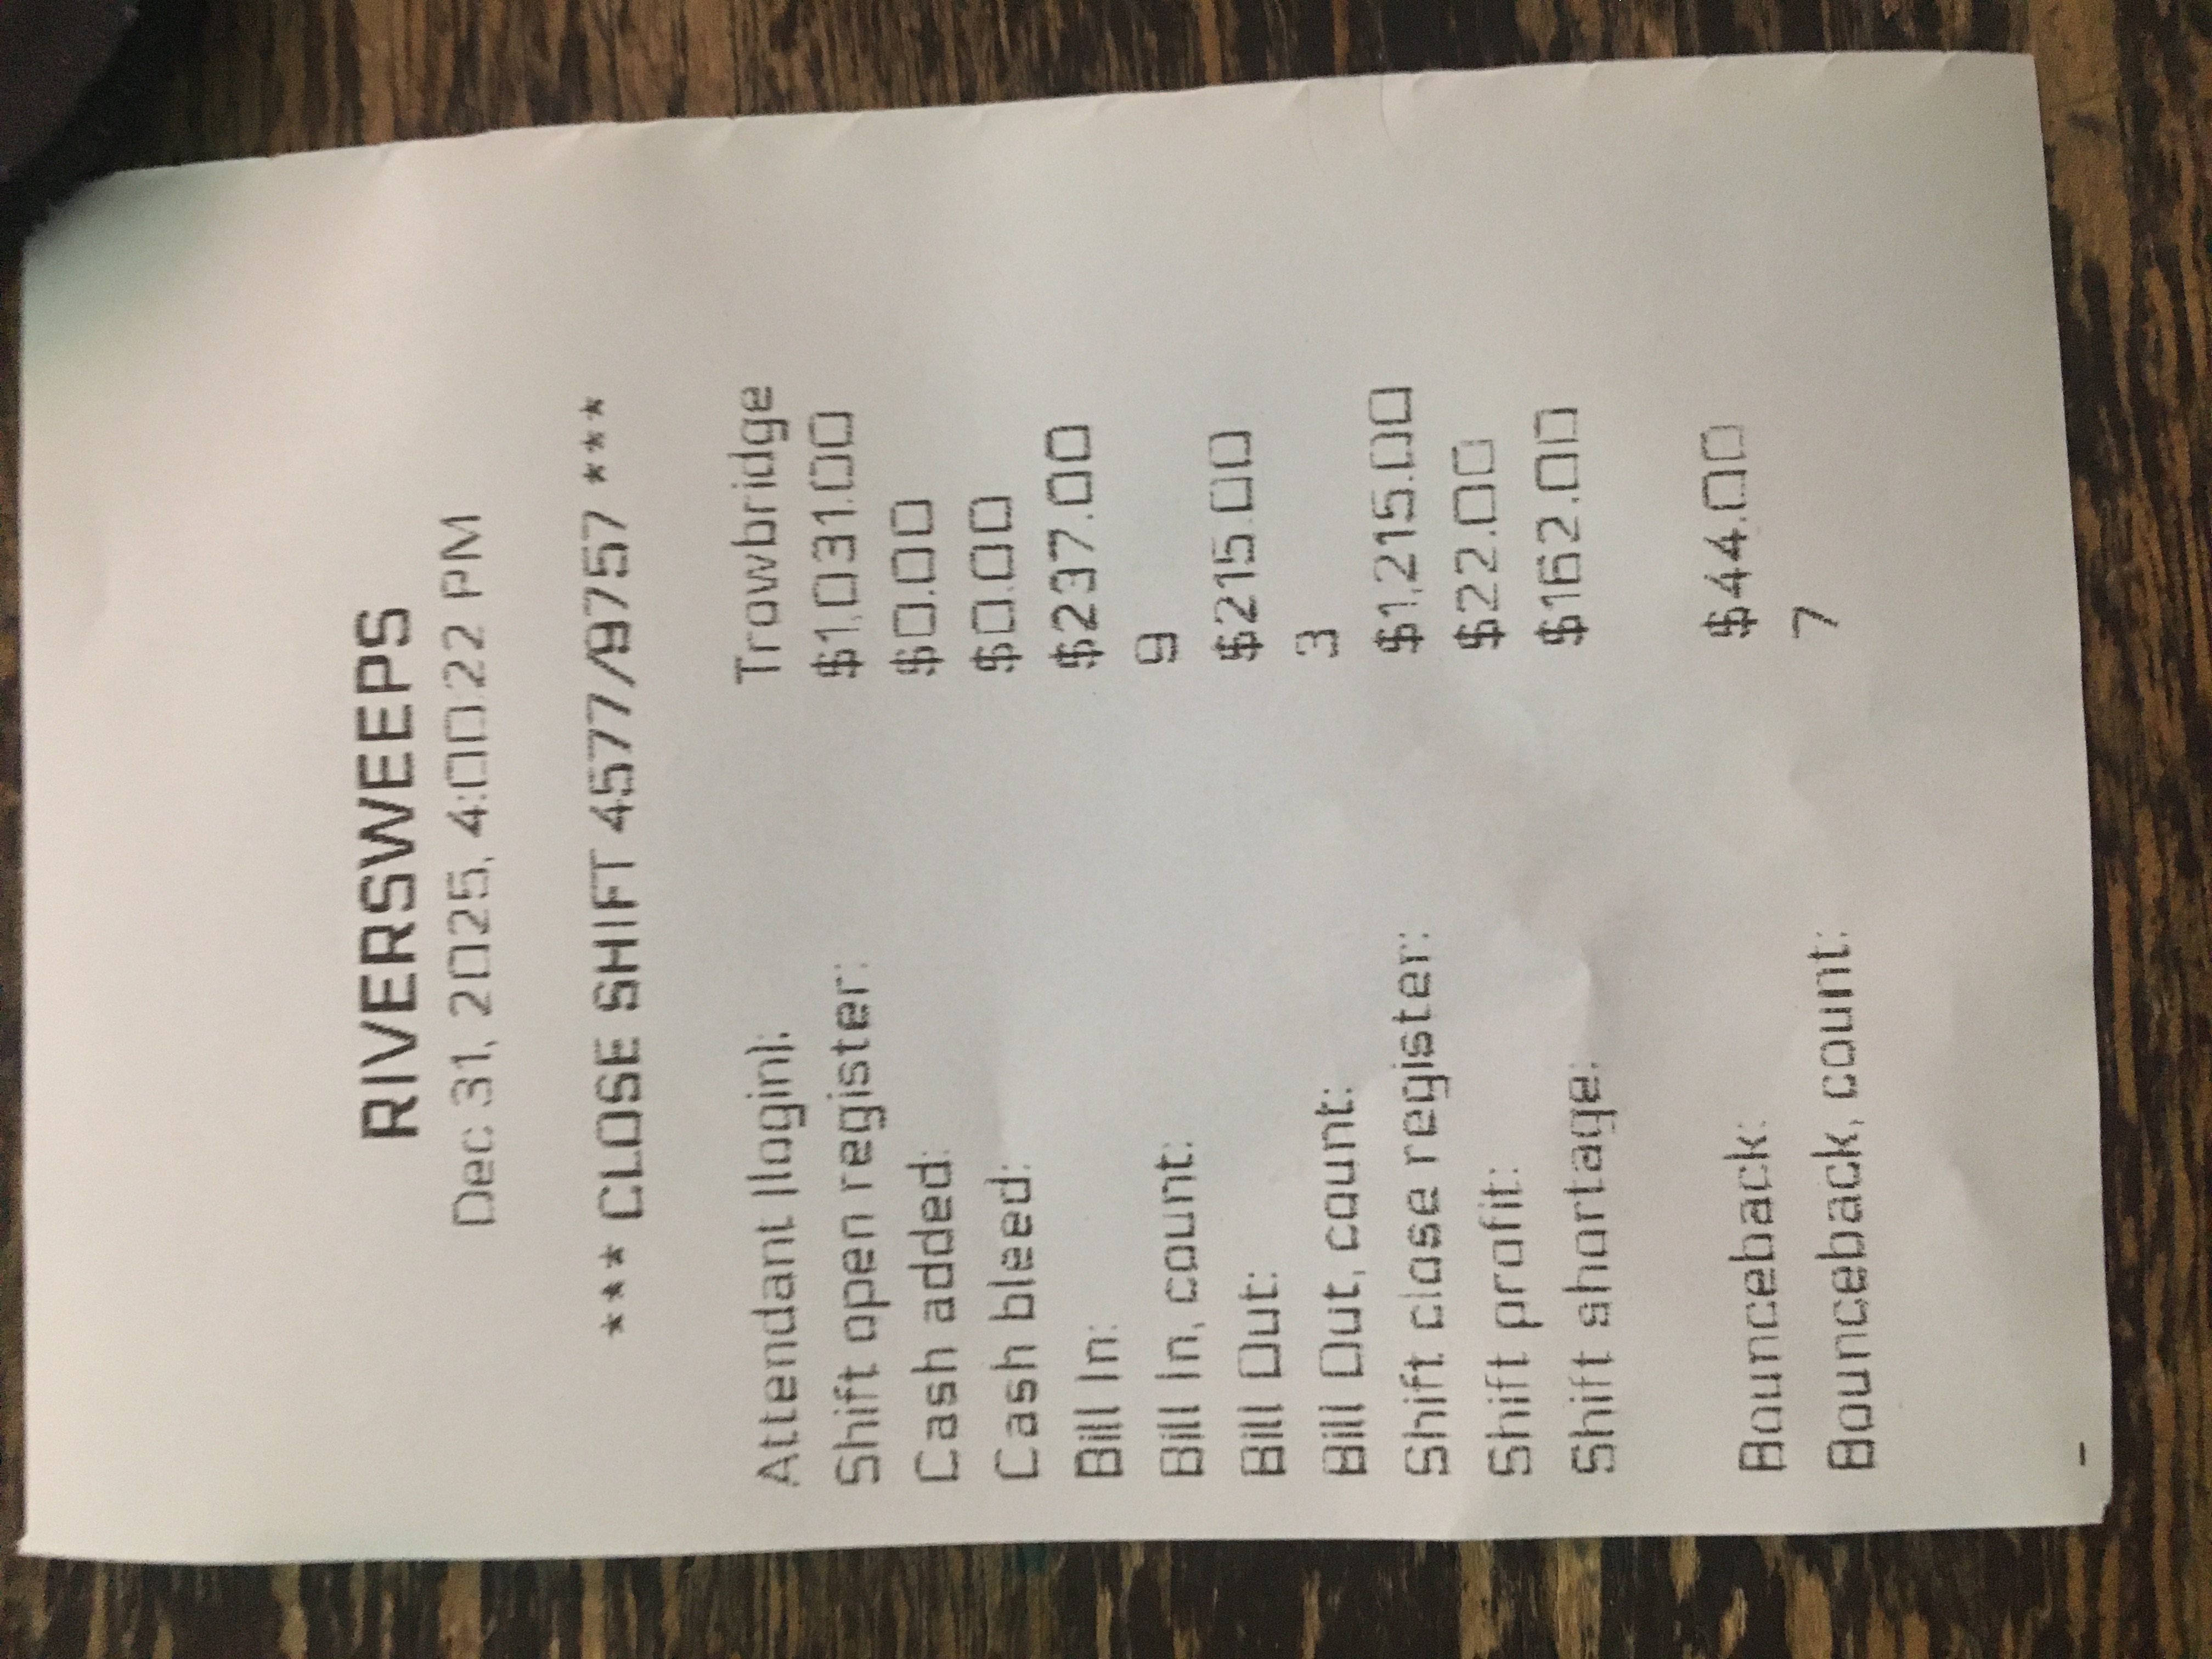 RIVERSWEEPS
Dec 31, 2025, 4:00:22 PM
*** CLOSE SHIFT 4577/9757 ***
Attendant (login): Trowbridge
Shift open register: $1,031.00
Cash added: $0.00
Cash bleed: $0.00
Bill In: $237.00
Bill In, count: 9
Bill Out: $215.00
Bill Out, count: 3
Shift close register: $1,215.00
Shift profit: $22.00
Shift shortage: $162.00
Bounceback: $44.00
Bounceback, count: 7